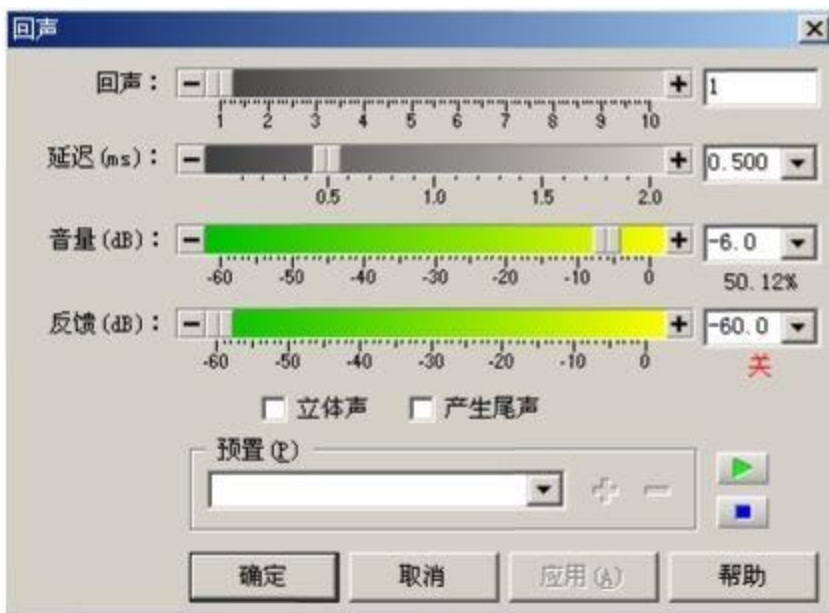 回声
回声： 1
1 2 3 4 5 6 7 8 9 10
延迟(ms)： 0.500
0.5 1.0 1.5 2.0
音量(dB)： -6.0
-60 -50 -40 -30 -20 -10 0 50.12%
反馈(dB)： -60.0
-60 -50 -40 -30 -20 -10 0 关
立体声 产生尾声
预置(P)
确定 取消 应用(A) 帮助